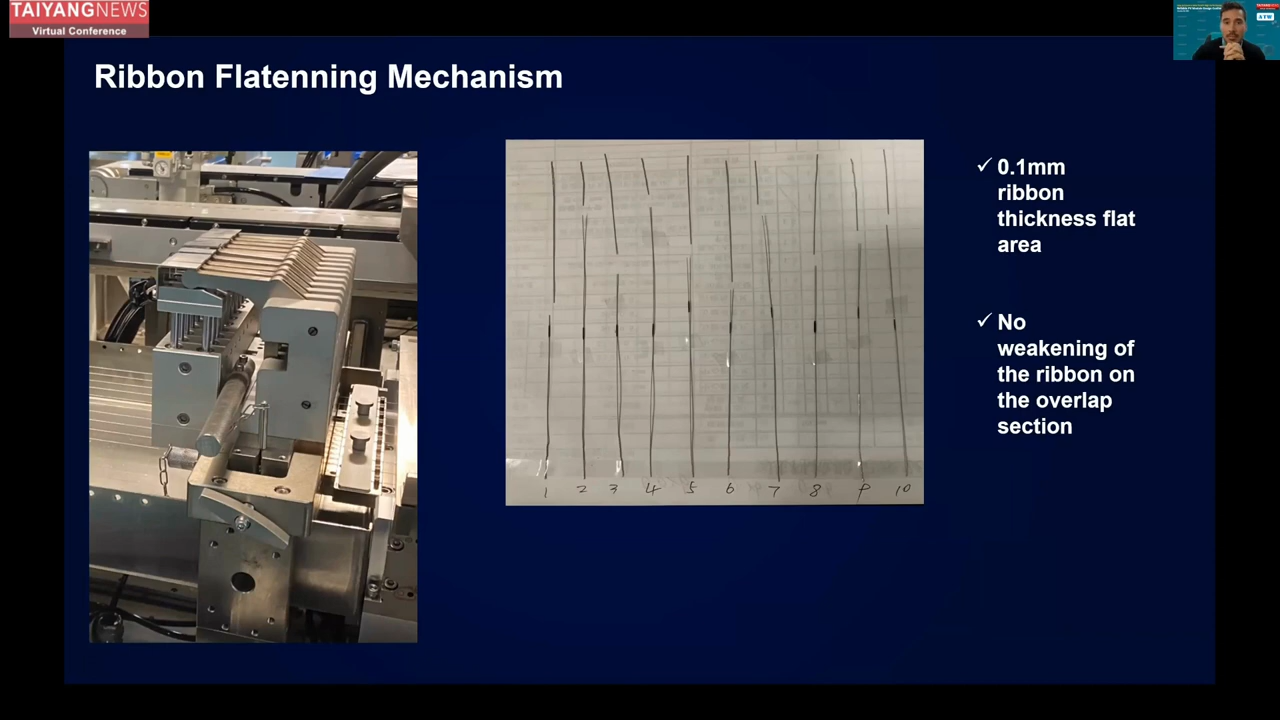 TAIYANGNEWS
Virtual Conference
Ribbon Flatenning Mechanism
✓ 0.1mm
ribbon
thickness flat
area
✓ No
weakening of
the ribbon on
the overlap
section
1 2 3 4 5 6 7 8 9 10